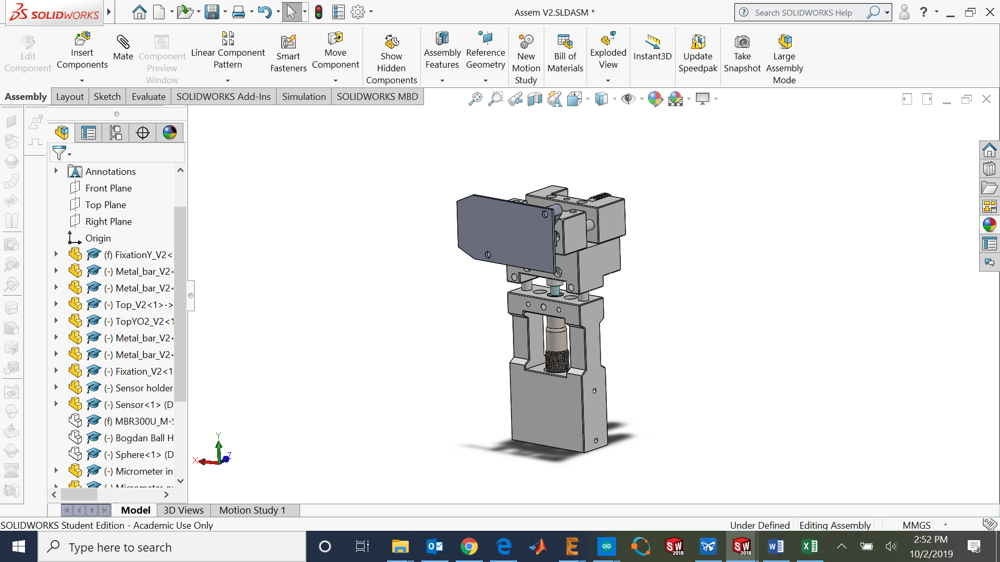 SOLIDWORKS
Assem V2.SLDASM *
Search SOLIDWORKS Help
?
Edit
Component
Insert
Components
Mate
Component
Preview
Window
Linear Component
Pattern
Smart
Fasteners
Move
Component
Show
Hidden
Components
Assembly
Features
Reference
Geometry
New
Motion
Study
Bill of
Materials
Exploded
View
Instant3D
Update
Speedpak
Take
Snapshot
Large
Assembly
Mode
Assembly
Layout
Sketch
Evaluate
SOLIDWORKS Add-Ins
Simulation
SOLIDWORKS MBD
Annotations
Front Plane
Top Plane
Right Plane
Origin
(f) FixationY_V2<
(-) Metal_bar_V2<
(-) Metal_bar_V2<
(-) Top_V2<1>->
(-) TopYO2_V2<1
(-) Metal_bar_V2<
(-) Metal_bar_V2<
(-) Fixation_V2<1
(-) Sensor holder
(-) Sensor<1> (D
(f) MBR300U_M-S
(-) Bogdan Ball H
(-) Sphere<1> (D
(-) Micrometer in
Y
X
Z
Model
3D Views
Motion Study 1
SOLIDWORKS Student Edition - Academic Use Only
Under Defined
Editing Assembly
MMGS
Type here to search
SW
2018
SW
2018
2:52 PM
10/2/2019